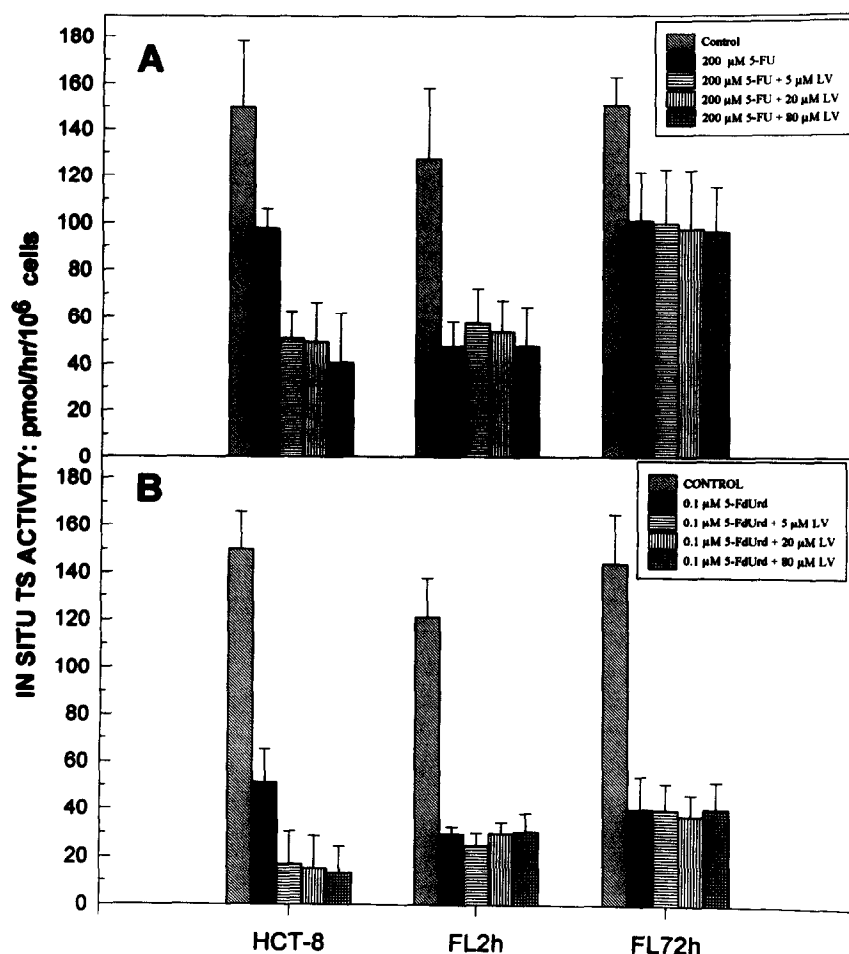 IN SITU TS ACTIVITY: pmol/hr/10⁶ cells
A
180
160
140
120
100
80
60
40
20
0
Control
200 µM 5-FU
200 µM 5-FU + 5 µM LV
200 µM 5-FU + 20 µM LV
200 µM 5-FU + 80 µM LV
B
180
160
140
120
100
80
60
40
20
0
CONTROL
0.1 µM 5-FdUrd
0.1 µM 5-FdUrd + 5 µM LV
0.1 µM 5-FdUrd + 20 µM LV
0.1 µM 5-FdUrd + 80 µM LV
HCT-8
FL2h
FL72h